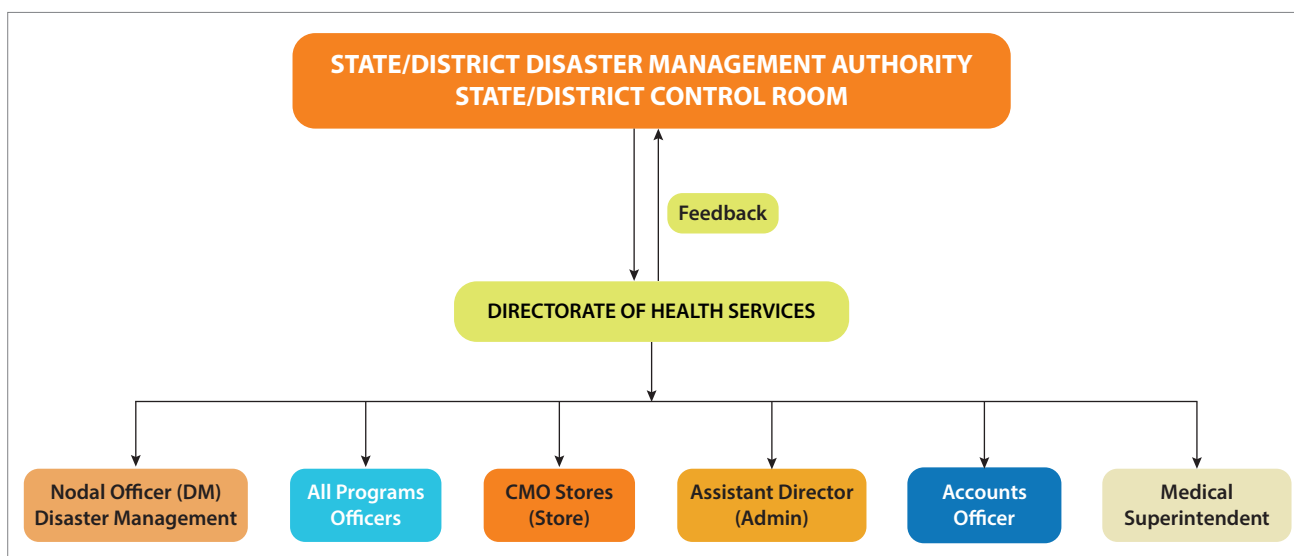 STATE/DISTRICT DISASTER MANAGEMENT AUTHORITY
STATE/DISTRICT CONTROL ROOM
Feedback
DIRECTORATE OF HEALTH SERVICES
Nodal Officer (DM)
Disaster Management
All Programs
Officers
CMO Stores
(Store)
Assistant Director
(Admin)
Accounts
Officer
Medical
Superintendent